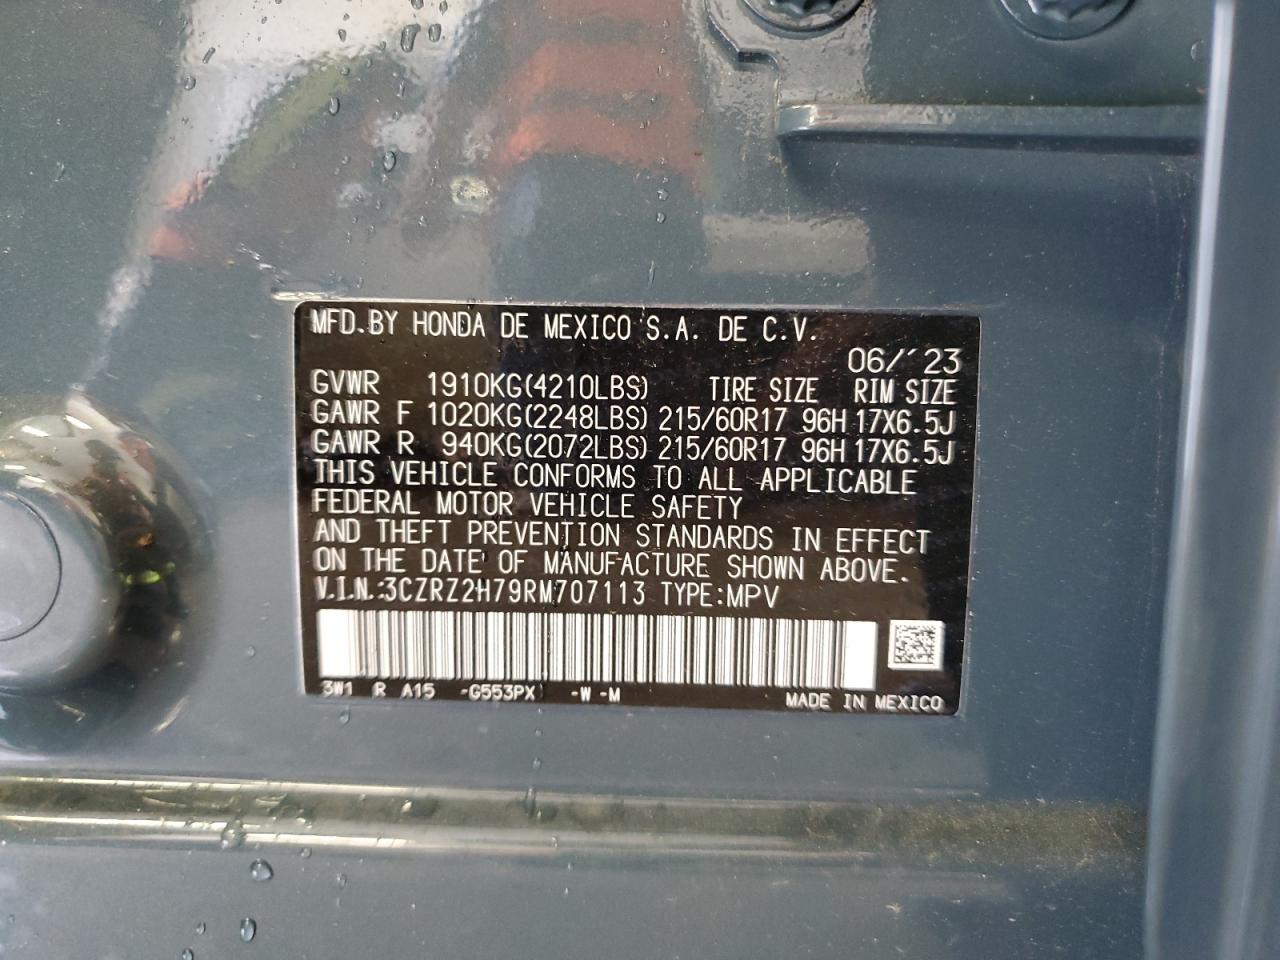 MFD.BY HONDA DE MEXICO S.A. DE C.V.
06/´23
GVWR 1910KG(4210LBS) TIRE SIZE RIM SIZE
GAWR F 1020KG(2248LBS) 215/60R17 96H 17X6.5J
GAWR R 940KG(2072LBS) 215/60R17 96H 17X6.5J
THIS VEHICLE CONFORMS TO ALL APPLICABLE
FEDERAL MOTOR VEHICLE SAFETY
AND THEFT PREVENTION STANDARDS IN EFFECT
ON THE DATE OF MANUFACTURE SHOWN ABOVE.
V.I.N.:3CZRZ2H79RM707113 TYPE:MPV
3W1 R A15 -G553PX -W -M MADE IN MEXICO